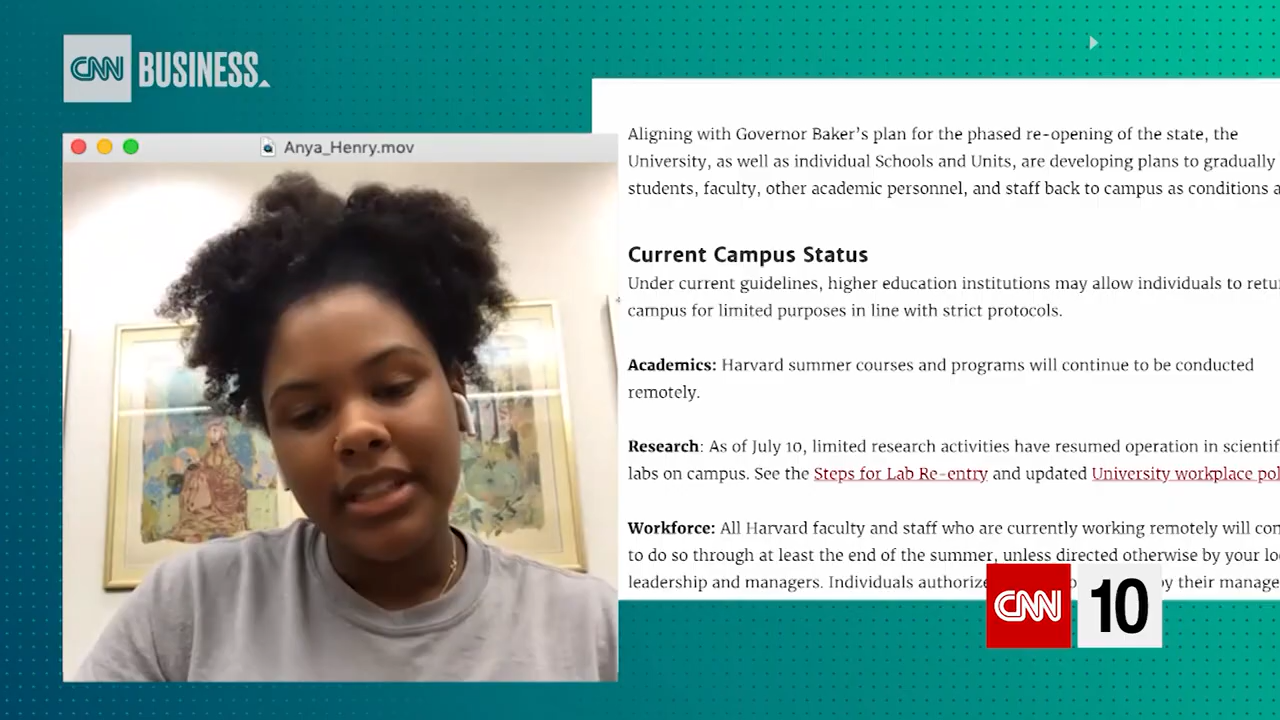 CNN BUSINESS
Anya_Henry.mov
Aligning with Governor Baker's plan for the phased re-opening of the state, the
University, as well as individual Schools and Units, are developing plans to gradually
students, faculty, other academic personnel, and staff back to campus as conditions
Current Campus Status
Under current guidelines, higher education institutions may allow individuals to
campus for limited purposes in line with strict protocols.
Academics: Harvard summer courses and programs will continue to be conducted
remotely.
Research: As of July 10, limited research activities have resumed operation in
labs on campus. See the Steps for Lab Re-entry and updated University workplace
Workforce: All Harvard faculty and staff who are currently working remotely will
to do so through at least the end of the summer, unless directed otherwise by your
leadership and managers. Individuals by their
CNN 10